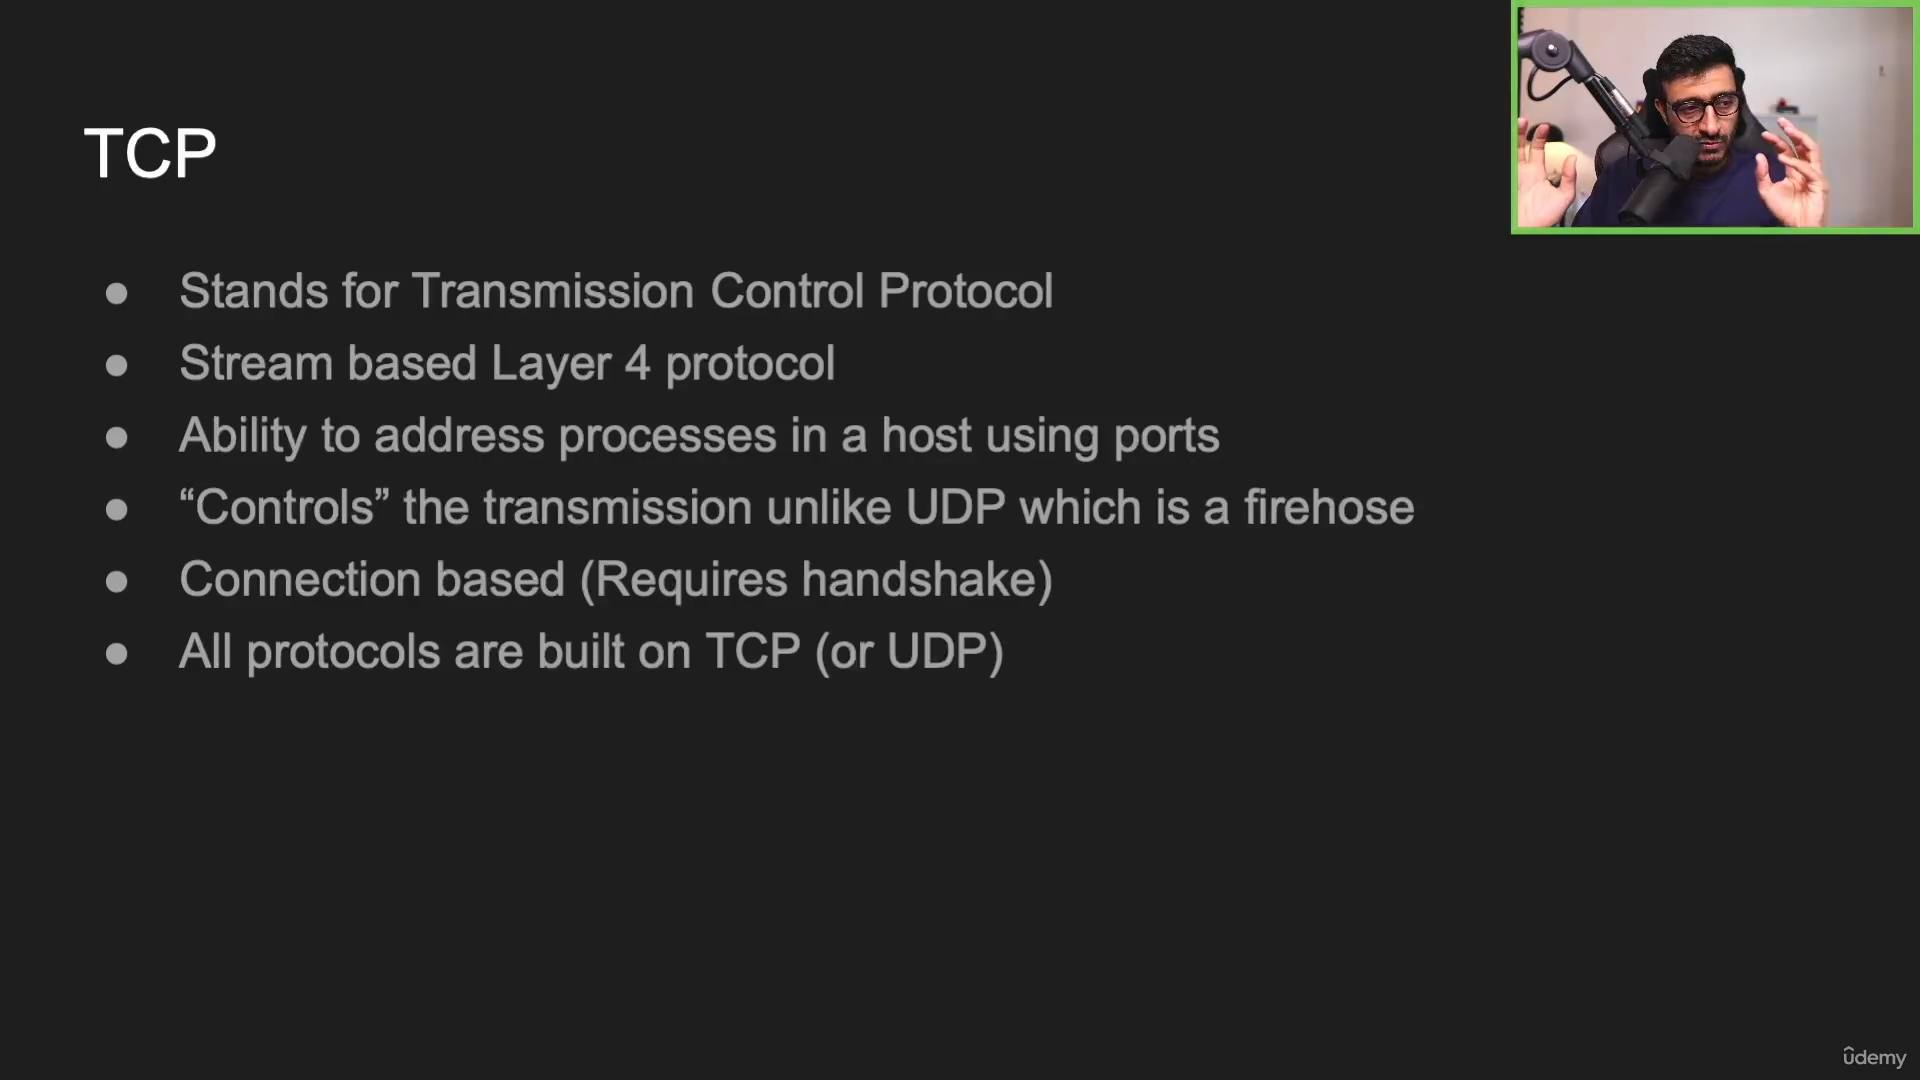 TCP
● Stands for Transmission Control Protocol
● Stream based Layer 4 protocol
● Ability to address processes in a host using ports
● “Controls” the transmission unlike UDP which is a firehose
● Connection based (Requires handshake)
● All protocols are built on TCP (or UDP)
ûdemy